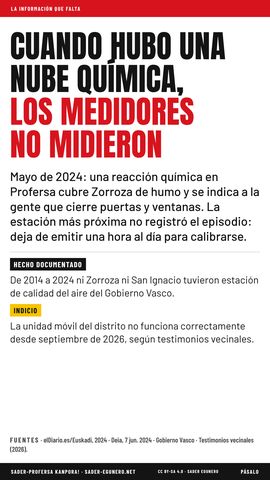 LA INFORMACIÓN QUE FALTA
CUANDO HUBO UNA
NUBE QUÍMICA,
LOS MEDIDORES
NO MIDIERON
Mayo de 2024: una reacción química en
Profersa cubre Zorroza de humo y se indica a la
gente que cierre puertas y ventanas. La
estación más próxima no registró el episodio:
deja de emitir una hora al día para calibrarse.
HECHO DOCUMENTADO
De 2014 a 2024 ni Zorroza ni San Ignacio tuvieron estación
de calidad del aire del Gobierno Vasco.
INDICIO
La unidad móvil del distrito no funciona correctamente
desde septiembre de 2026, según testimonios vecinales.
FUENTES · elDiario.es/Euskadi, 2024 · Deia, 7 jun. 2024 · Gobierno Vasco · Testimonios vecinales
(2026).
SADER-PROFERSA KANPORA! · SADER-EGUNERO.NET CC BY-SA 4.0 · SADER EGUNERO PÁSALO